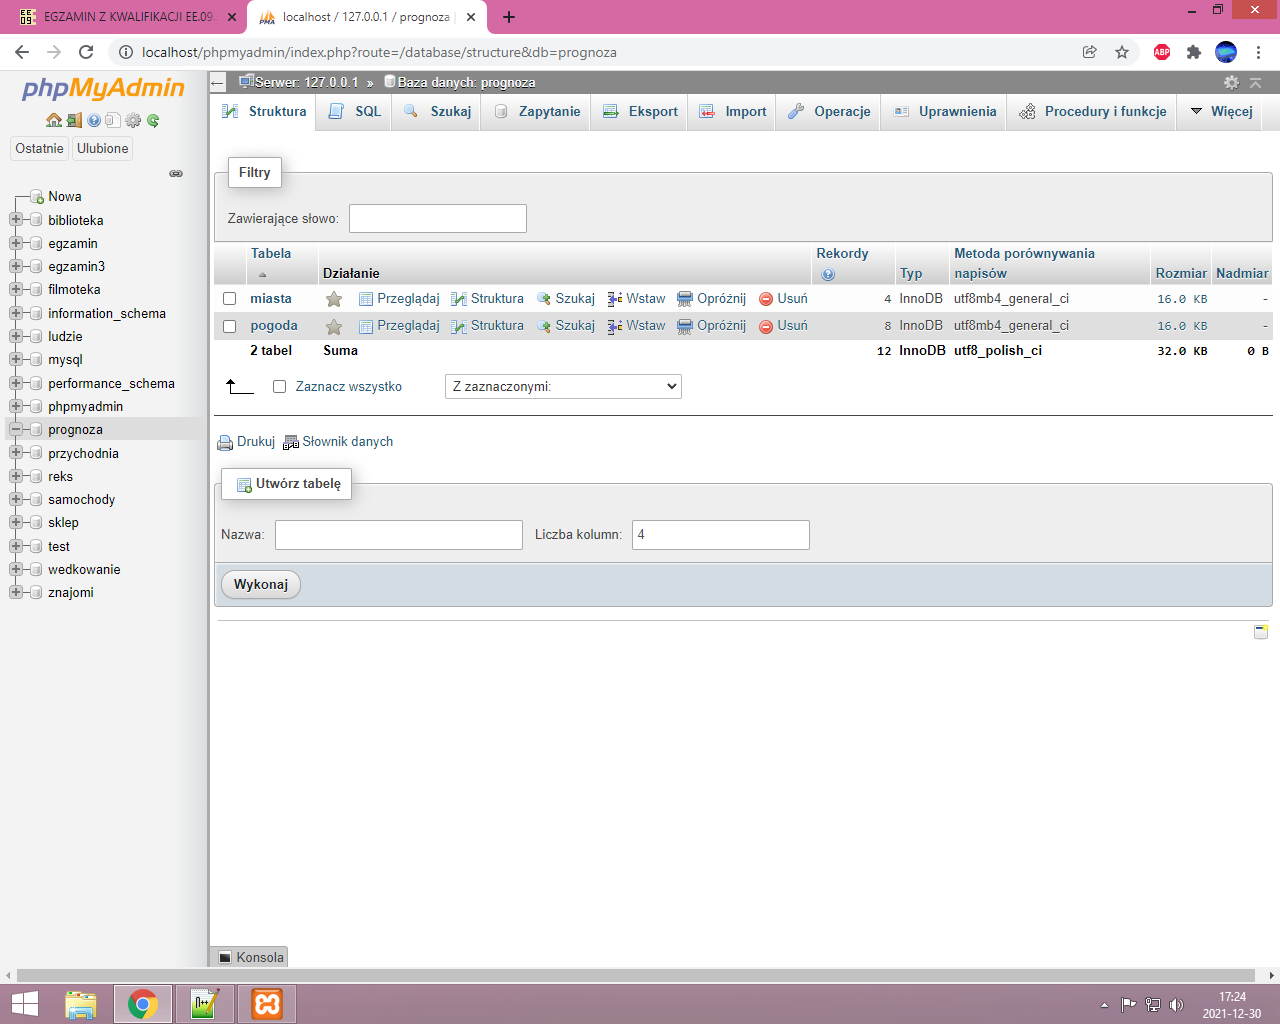 EGZAMIN Z KWALIFIKACJI EE.09
localhost / 127.0.0.1 / prognoza
localhost/phpmyadmin/index.php?route=/database/structure&db=prognoza
ABP
phpMyAdmin
Ostatnie Ulubione
Nowa
biblioteka
egzamin
egzamin3
filmoteka
information_schema
ludzie
mysql
performance_schema
phpmyadmin
prognoza
przychodnia
reks
samochody
sklep
test
wedkowanie
znajomi
Serwer: 127.0.0.1 » Baza danych: prognoza
Struktura SQL Szukaj Zapytanie Eksport Import Operacje Uprawnienia Procedury i funkcje Więcej
Filtry
Zawierające słowo:
Tabela Działanie Rekordy Typ Metoda porównywania napisów Rozmiar Nadmiar
miasta Przeglądaj Struktura Szukaj Wstaw Opróżnij Usuń 4 InnoDB utf8mb4_general_ci 16.0 KB -
pogoda Przeglądaj Struktura Szukaj Wstaw Opróżnij Usuń 8 InnoDB utf8mb4_general_ci 16.0 KB -
2 tabel Suma 12 InnoDB utf8_polish_ci 32.0 KB 0 B
Zaznacz wszystko Z zaznaczonymi:
Drukuj Słownik danych
Utwórz tabelę
Nazwa: Liczba kolumn: 4
Wykonaj
Konsola
17:24
2021-12-30